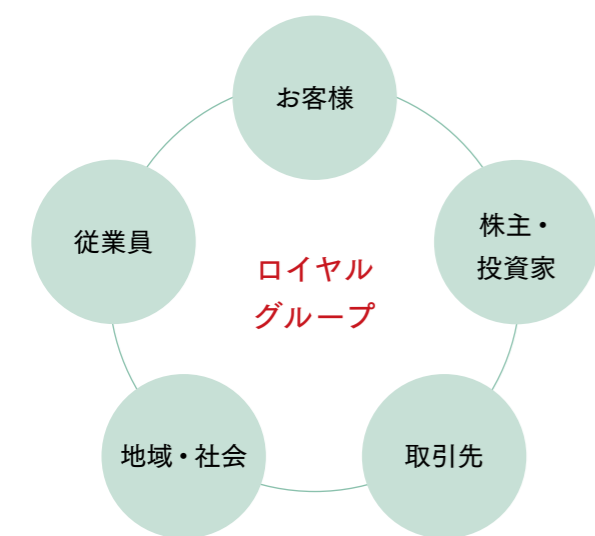 お客様
従業員
株主・
投資家
ロイヤル
グループ
地域・社会
取引先